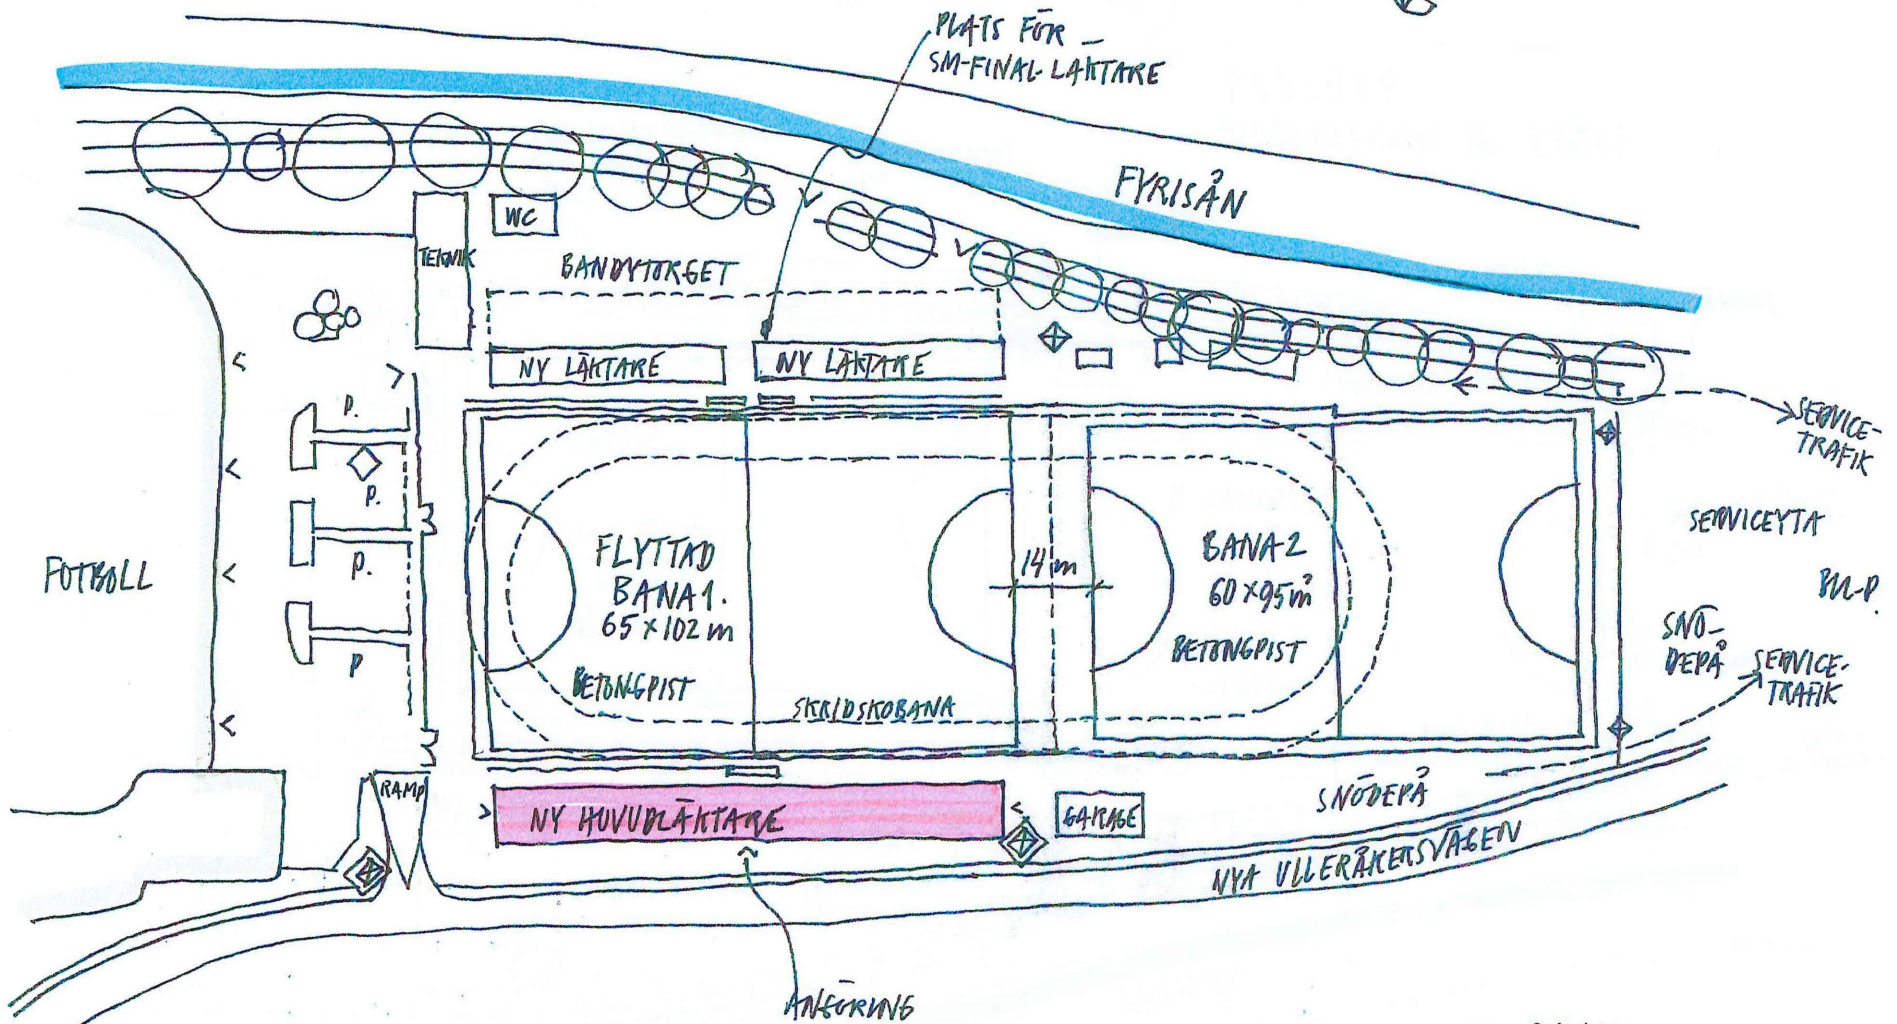 PLATS FÖR –
SM-FINAL-LÄKTARE
FYRISÅN
WC
TEKNIK
BANDYTORGET
NY LÄKTARE
NY LÄKTARE
SERVICE-
TRAFIK
P.
P.
P.
P
FOTBOLL
FLYTTAD
BANA 1.
65 × 102 m
BETONGPIST
SKRIDSKOBANA
14 m
BANA 2
60 × 95 m
BETONGPIST
SERVICEYTA
SNÖ-
DEPÅ
SERVICE-
TRAFIK
RAMP
NY HUVUDLÄKTARE
GARAGE
SNÖDEPÅ
NYA ULLERÅKERSVÄGEN
ANGÖRING